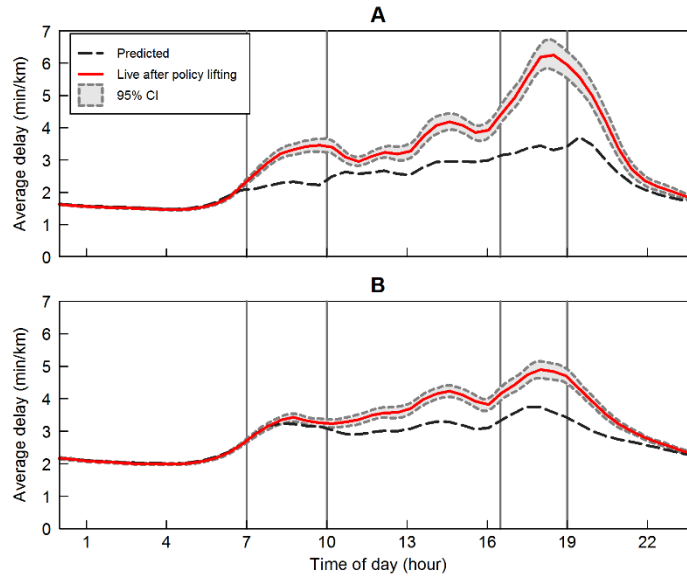 A
Average delay (min/km)
7
6
5
4
3
2
1
0
Predicted
Live after policy lifting
95% CI
B
Average delay (min/km)
7
6
5
4
3
2
1
0
1 4 7 10 13 16 19 22
Time of day (hour)